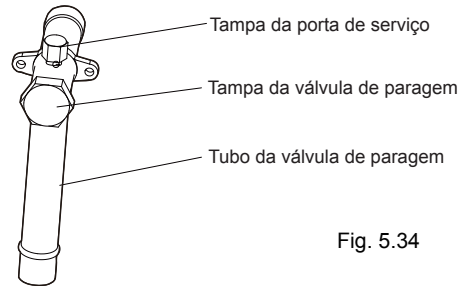 Tampa da porta de serviço
Tampa da válvula de paragem
Tubo da válvula de paragem
Fig. 5.34